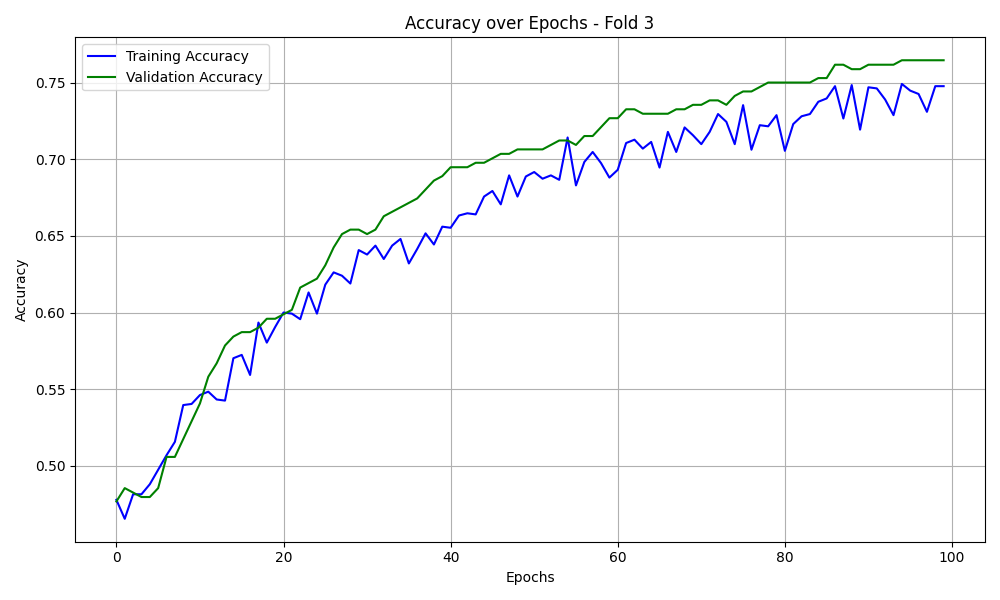 Accuracy over Epochs - Fold 3
Training Accuracy
Validation Accuracy
Accuracy
0.75
0.70
0.65
0.60
0.55
0.50
0 20 40 60 80 100
Epochs